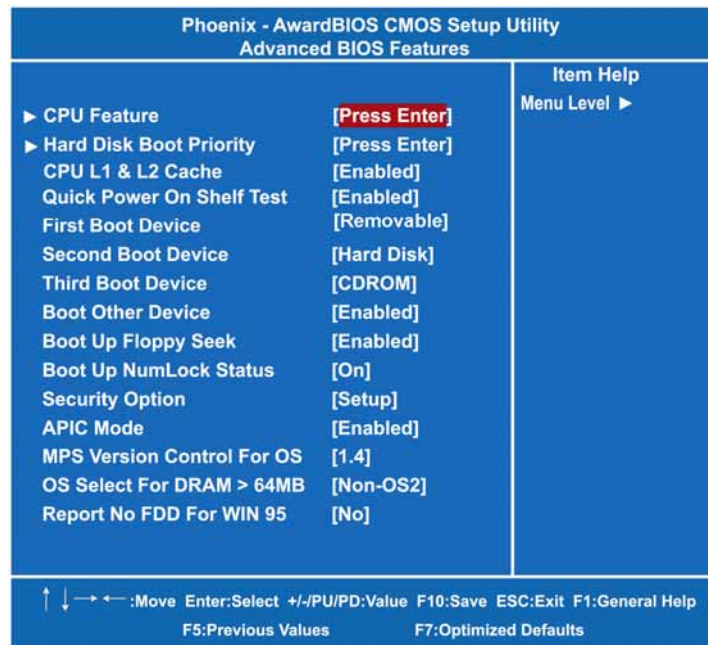 Phoenix - AwardBIOS CMOS Setup Utility
Advanced BIOS Features
Item Help
Menu Level ▶
▶ CPU Feature [Press Enter]
▶ Hard Disk Boot Priority [Press Enter]
CPU L1 & L2 Cache [Enabled]
Quick Power On Shelf Test [Enabled]
First Boot Device [Removable]
Second Boot Device [Hard Disk]
Third Boot Device [CDROM]
Boot Other Device [Enabled]
Boot Up Floppy Seek [Enabled]
Boot Up NumLock Status [On]
Security Option [Setup]
APIC Mode [Enabled]
MPS Version Control For OS [1.4]
OS Select For DRAM > 64MB [Non-OS2]
Report No FDD For WIN 95 [No]
↑ ↓ → ← :Move Enter:Select +/-/PU/PD:Value F10:Save ESC:Exit F1:General Help
F5:Previous Values F7:Optimized Defaults